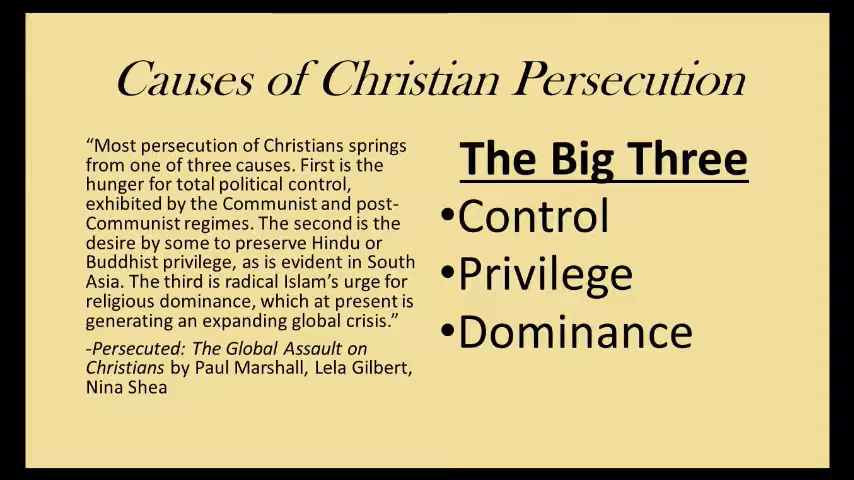 Causes of Christian Persecution
“Most persecution of Christians springs
from one of three causes. First is the
hunger for total political control,
exhibited by the Communist and post-
Communist regimes. The second is the
desire by some to preserve Hindu or
Buddhist privilege, as is evident in South
Asia. The third is radical Islam’s urge for
religious dominance, which at present is
generating an expanding global crisis.”
-Persecuted: The Global Assault on
Christians by Paul Marshall, Lela Gilbert,
Nina Shea
The Big Three
•Control
•Privilege
•Dominance